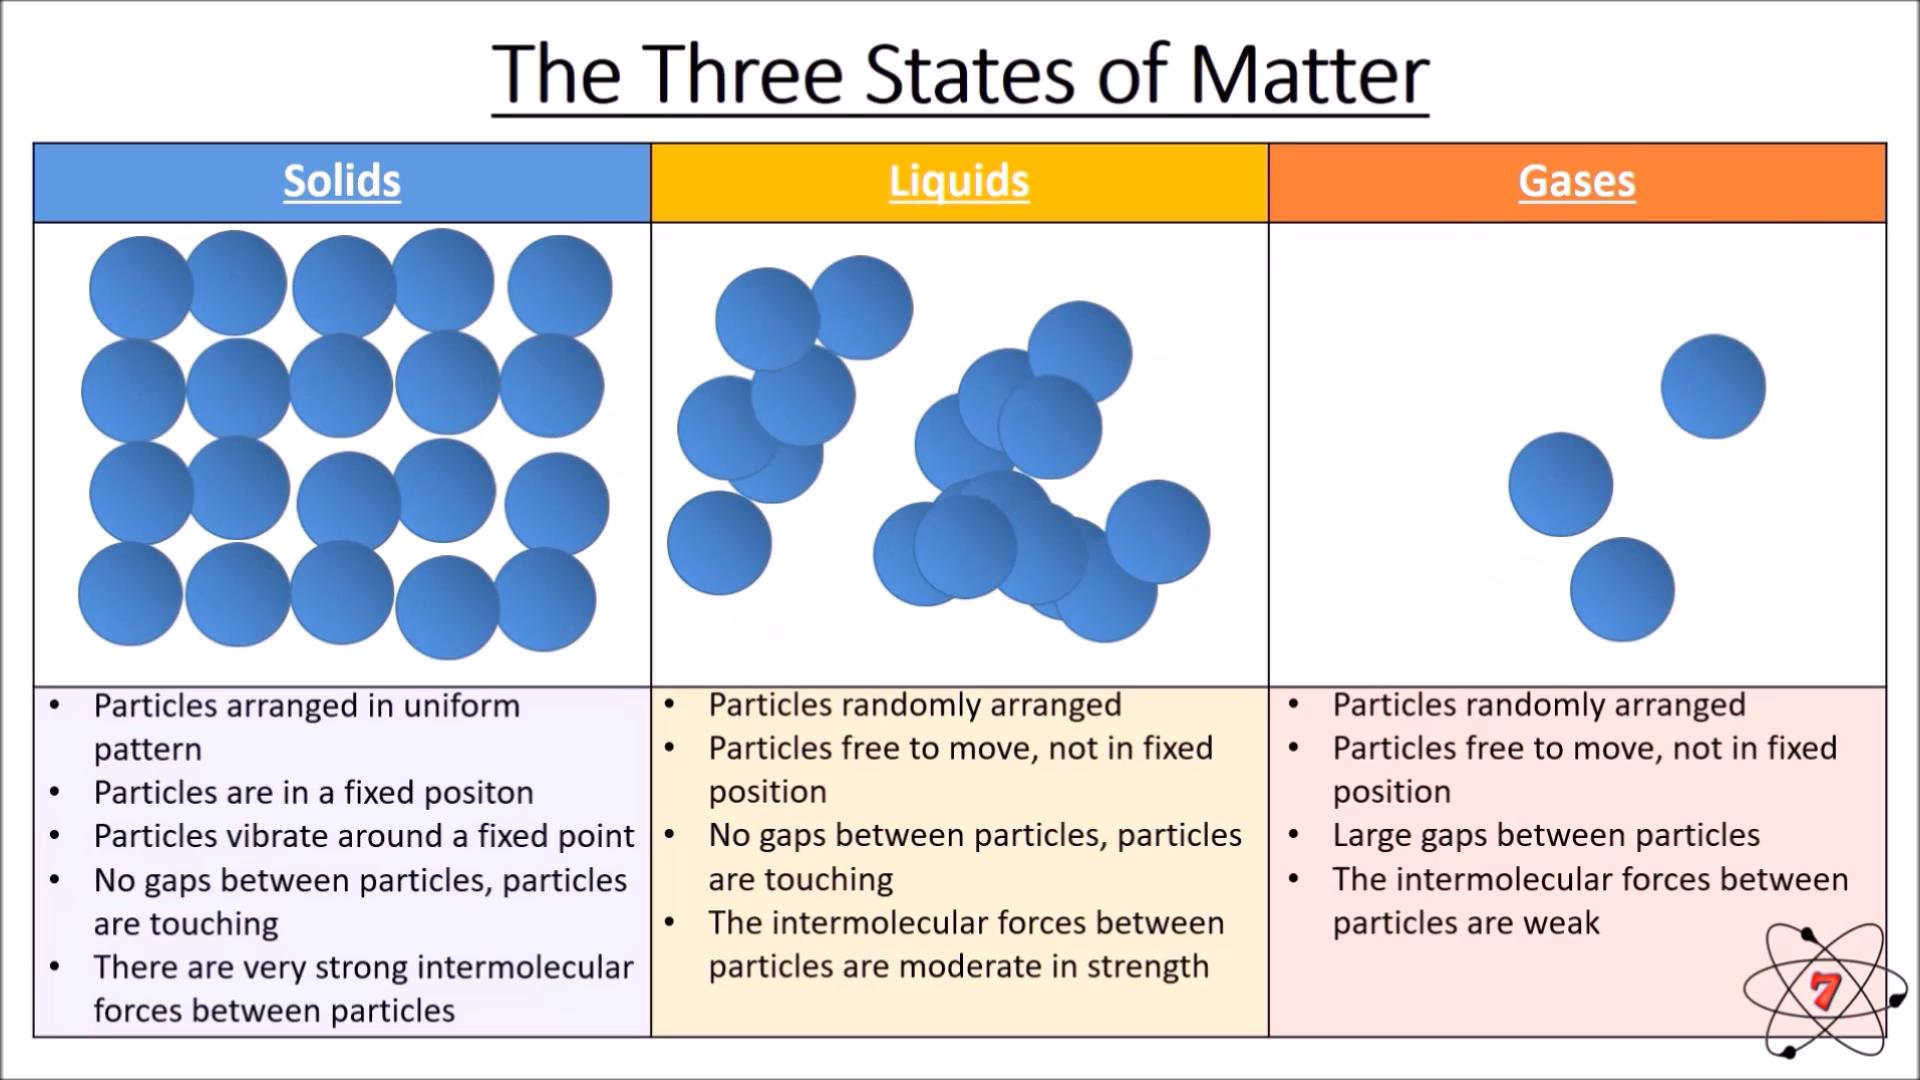 The Three States of Matter
Solids
Liquids
Gases
• Particles arranged in uniform
pattern
• Particles are in a fixed positon
• Particles vibrate around a fixed point
• No gaps between particles, particles
are touching
• There are very strong intermolecular
forces between particles
• Particles randomly arranged
• Particles free to move, not in fixed
position
• No gaps between particles, particles
are touching
• The intermolecular forces between
particles are moderate in strength
• Particles randomly arranged
• Particles free to move, not in fixed
position
• Large gaps between particles
• The intermolecular forces between
particles are weak
7